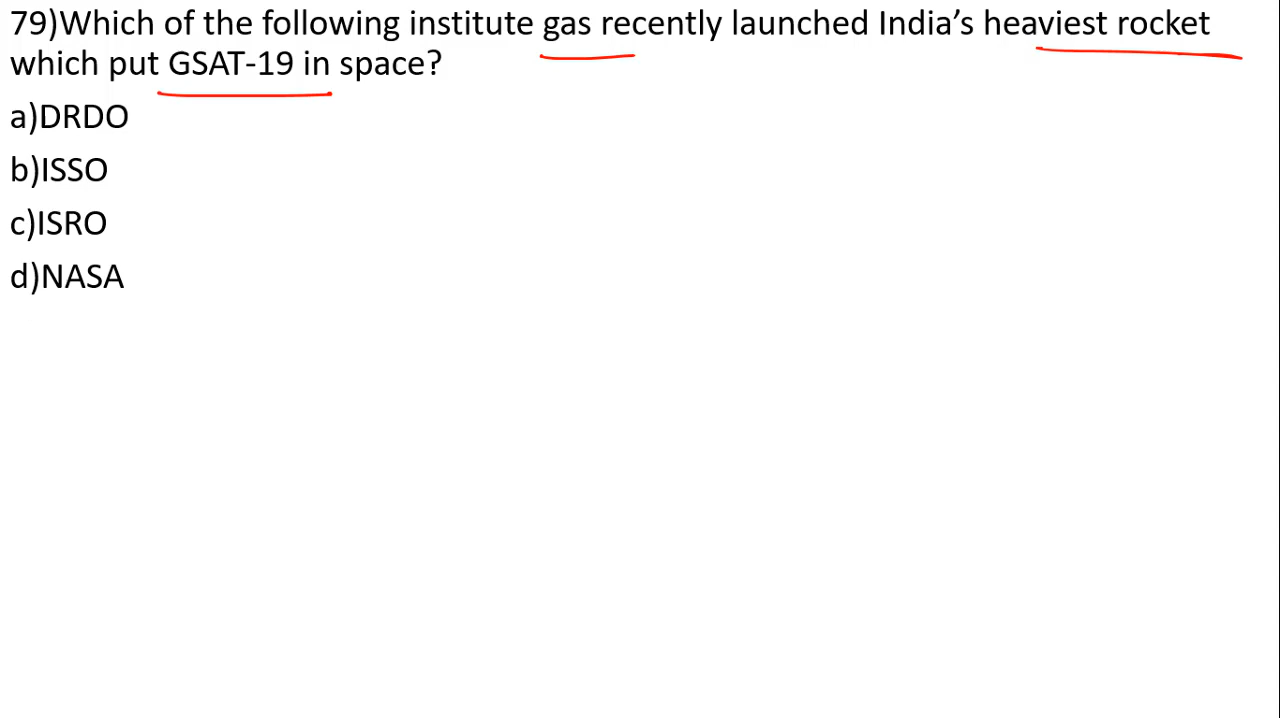 79)Which of the following institute gas recently launched India’s heaviest rocket
which put GSAT-19 in space?
a)DRDO
b)ISSO
c)ISRO
d)NASA